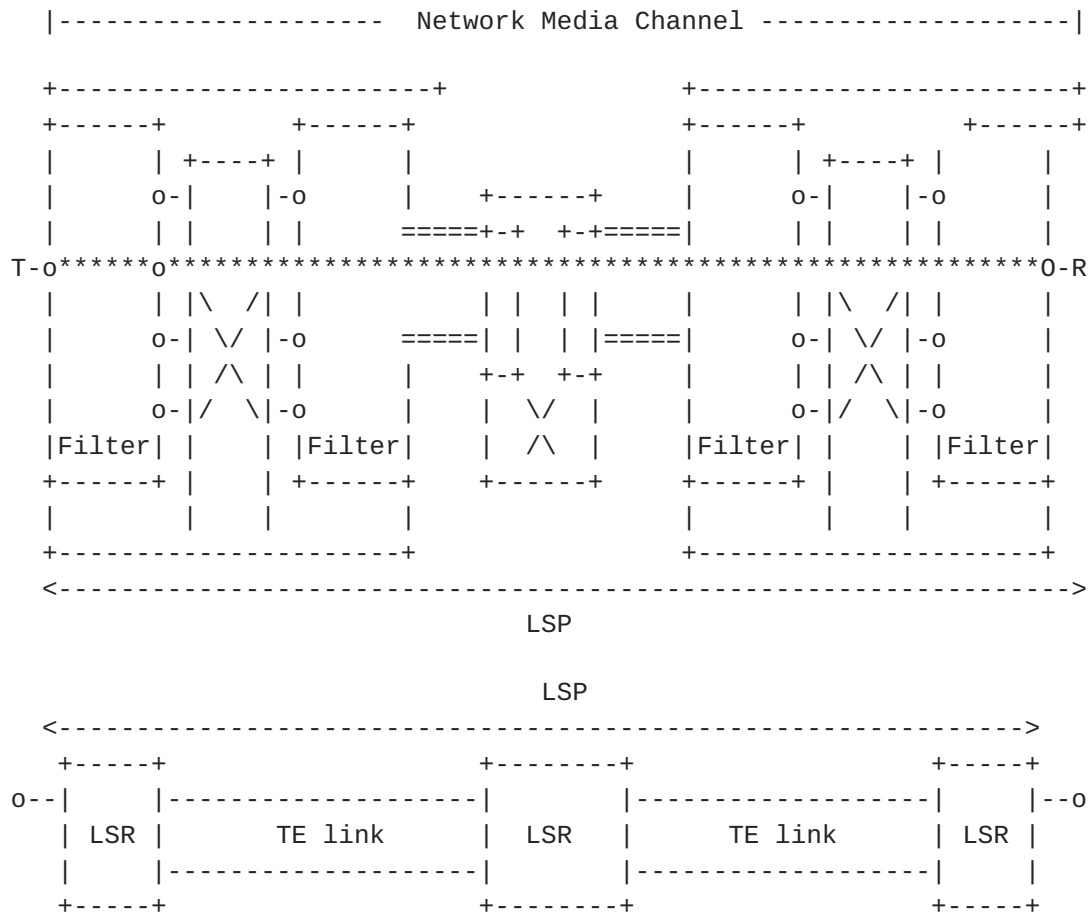 |--------------------- Network Media Channel --------------------|
T-o******o********************************************************O-R
|Filter| | | |Filter| | /\ | |Filter| | | |Filter|
LSP
LSP
o--| |--------------------| |-------------------| |--o
| LSR | TE link | LSR | TE link | LSR |